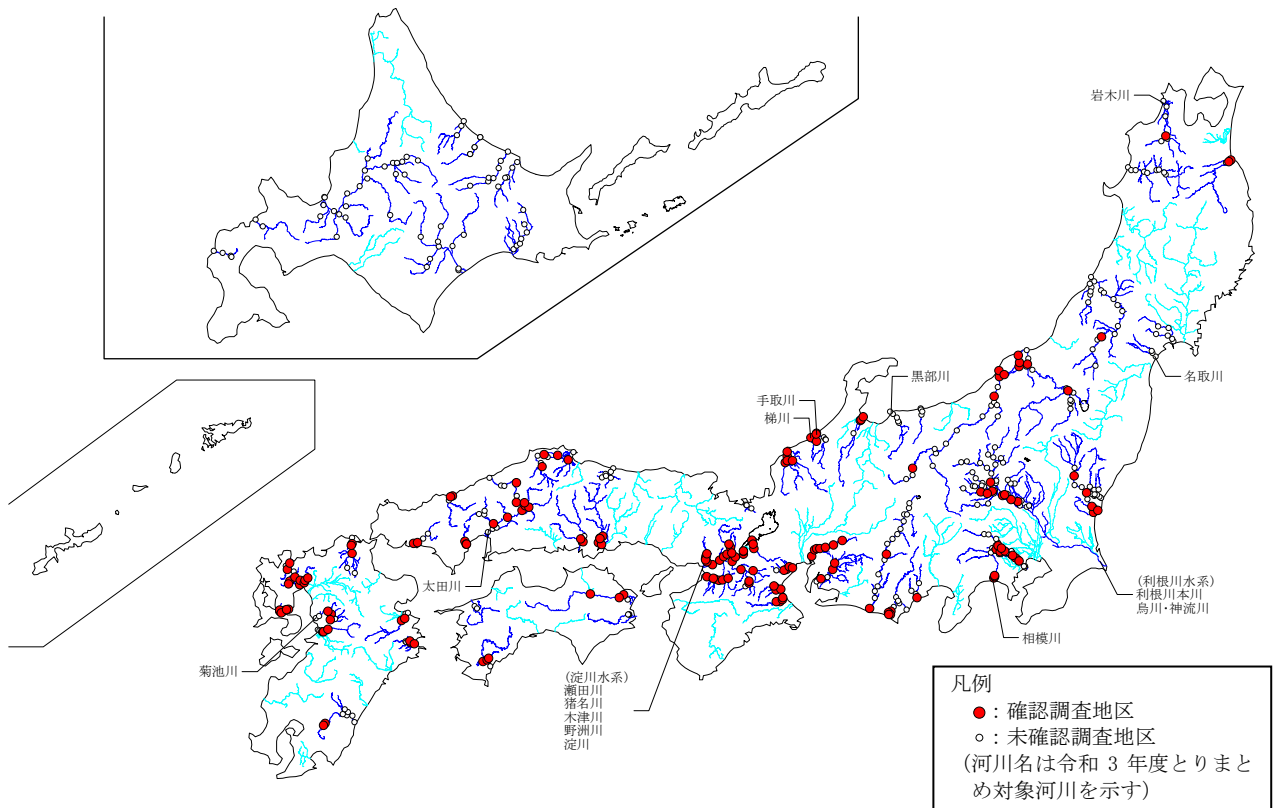 岩木川
名取川
黒部川
手取川
梯川
(利根川水系)
利根川本川
烏川・神流川
相模川
太田川
菊池川
(淀川水系)
瀬田川
猪名川
木津川
野洲川
淀川
凡例
●：確認調査地区
○：未確認調査地区
(河川名は令和 3 年度とりまと
め対象河川を示す)